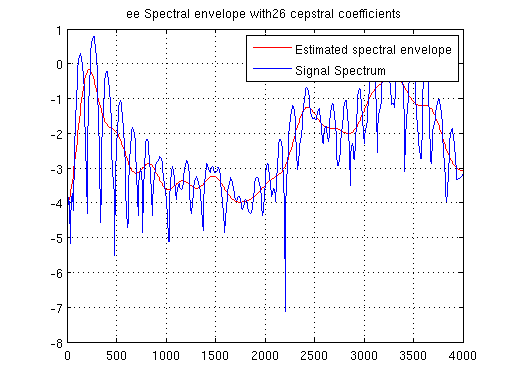 ee Spectral envelope with26 cepstral coefficients
1
0
-1
-2
-3
-4
-5
-6
-7
-8
Estimated spectral envelope
Signal Spectrum
0 500 1000 1500 2000 2500 3000 3500 4000